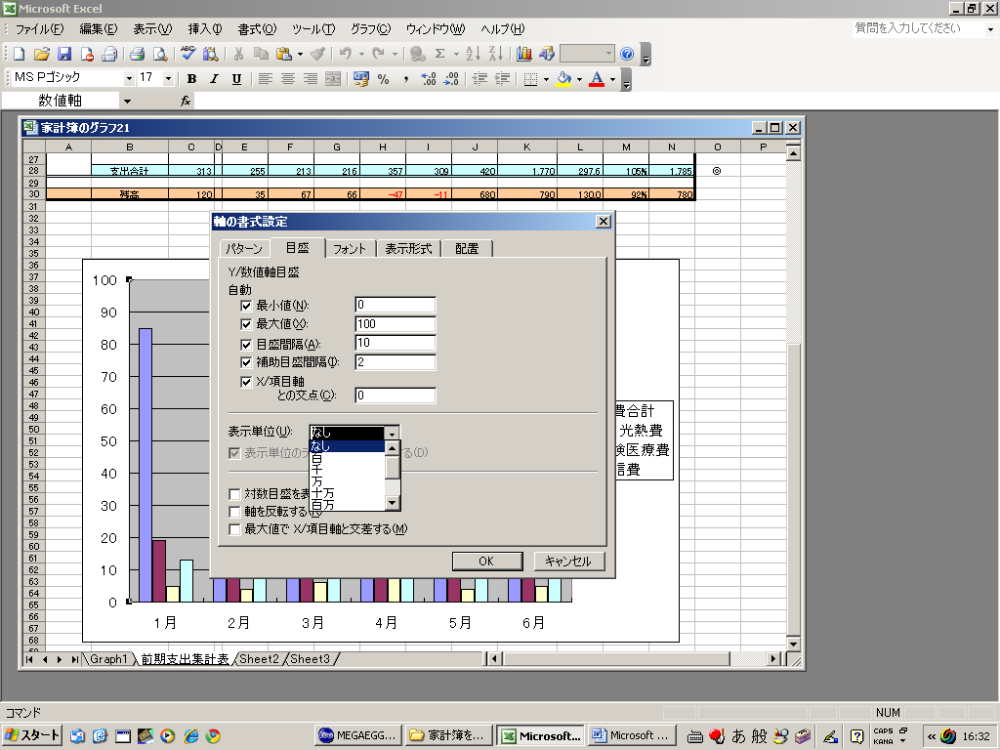 Microsoft Excel
ファイル(F) 編集(E) 表示(V) 挿入(I) 書式(O) ツール(T) グラフ(C) ウィンドウ(W) ヘルプ(H) 質問を入力してください
MS Pゴシック 17 B I U
数値軸 fx
家計簿のグラフ21
A B C D E F G H I J K L M N O P
27
28 支出合計 313 255 213 216 357 309 420 1.770 297.6 105% 1.785 ◎
29
30 残高 120 35 67 66 -47 -11 680 790 130.0 92% 780
31
32
33
34
35
36
37
38
39
40
41
42
43
44
45
46
47
48
49
50
51
52
53
54
55
56
57
58
59
60
61
62
63
64
65
66
67
68
100
90
80
70
60
50
40
30
20
10
0
1月 2月 3月 4月 5月 6月
費合計
光熱費
険医療費
信費
軸の書式設定
パターン 目盛 フォント 表示形式 配置
Y/数値軸目盛
自動
最小値(N): 0
最大値(X): 100
目盛間隔(A): 10
補助目盛間隔(I): 2
X/項目軸
との交点(C): 0
表示単位(U): なし
なし
百
千
万
十万
百万
表示単位のラ る(D)
対数目盛を表
軸を反転する(R)
最大値で X/項目軸と交差する(M)
OK キャンセル
Graph1 前期支出集計表 Sheet2 Sheet3
コマンド NUM
スタート MEGAEGG... 家計簿を... Microsoft... Microsoft ... あ 般 CAPS KANA 16:32